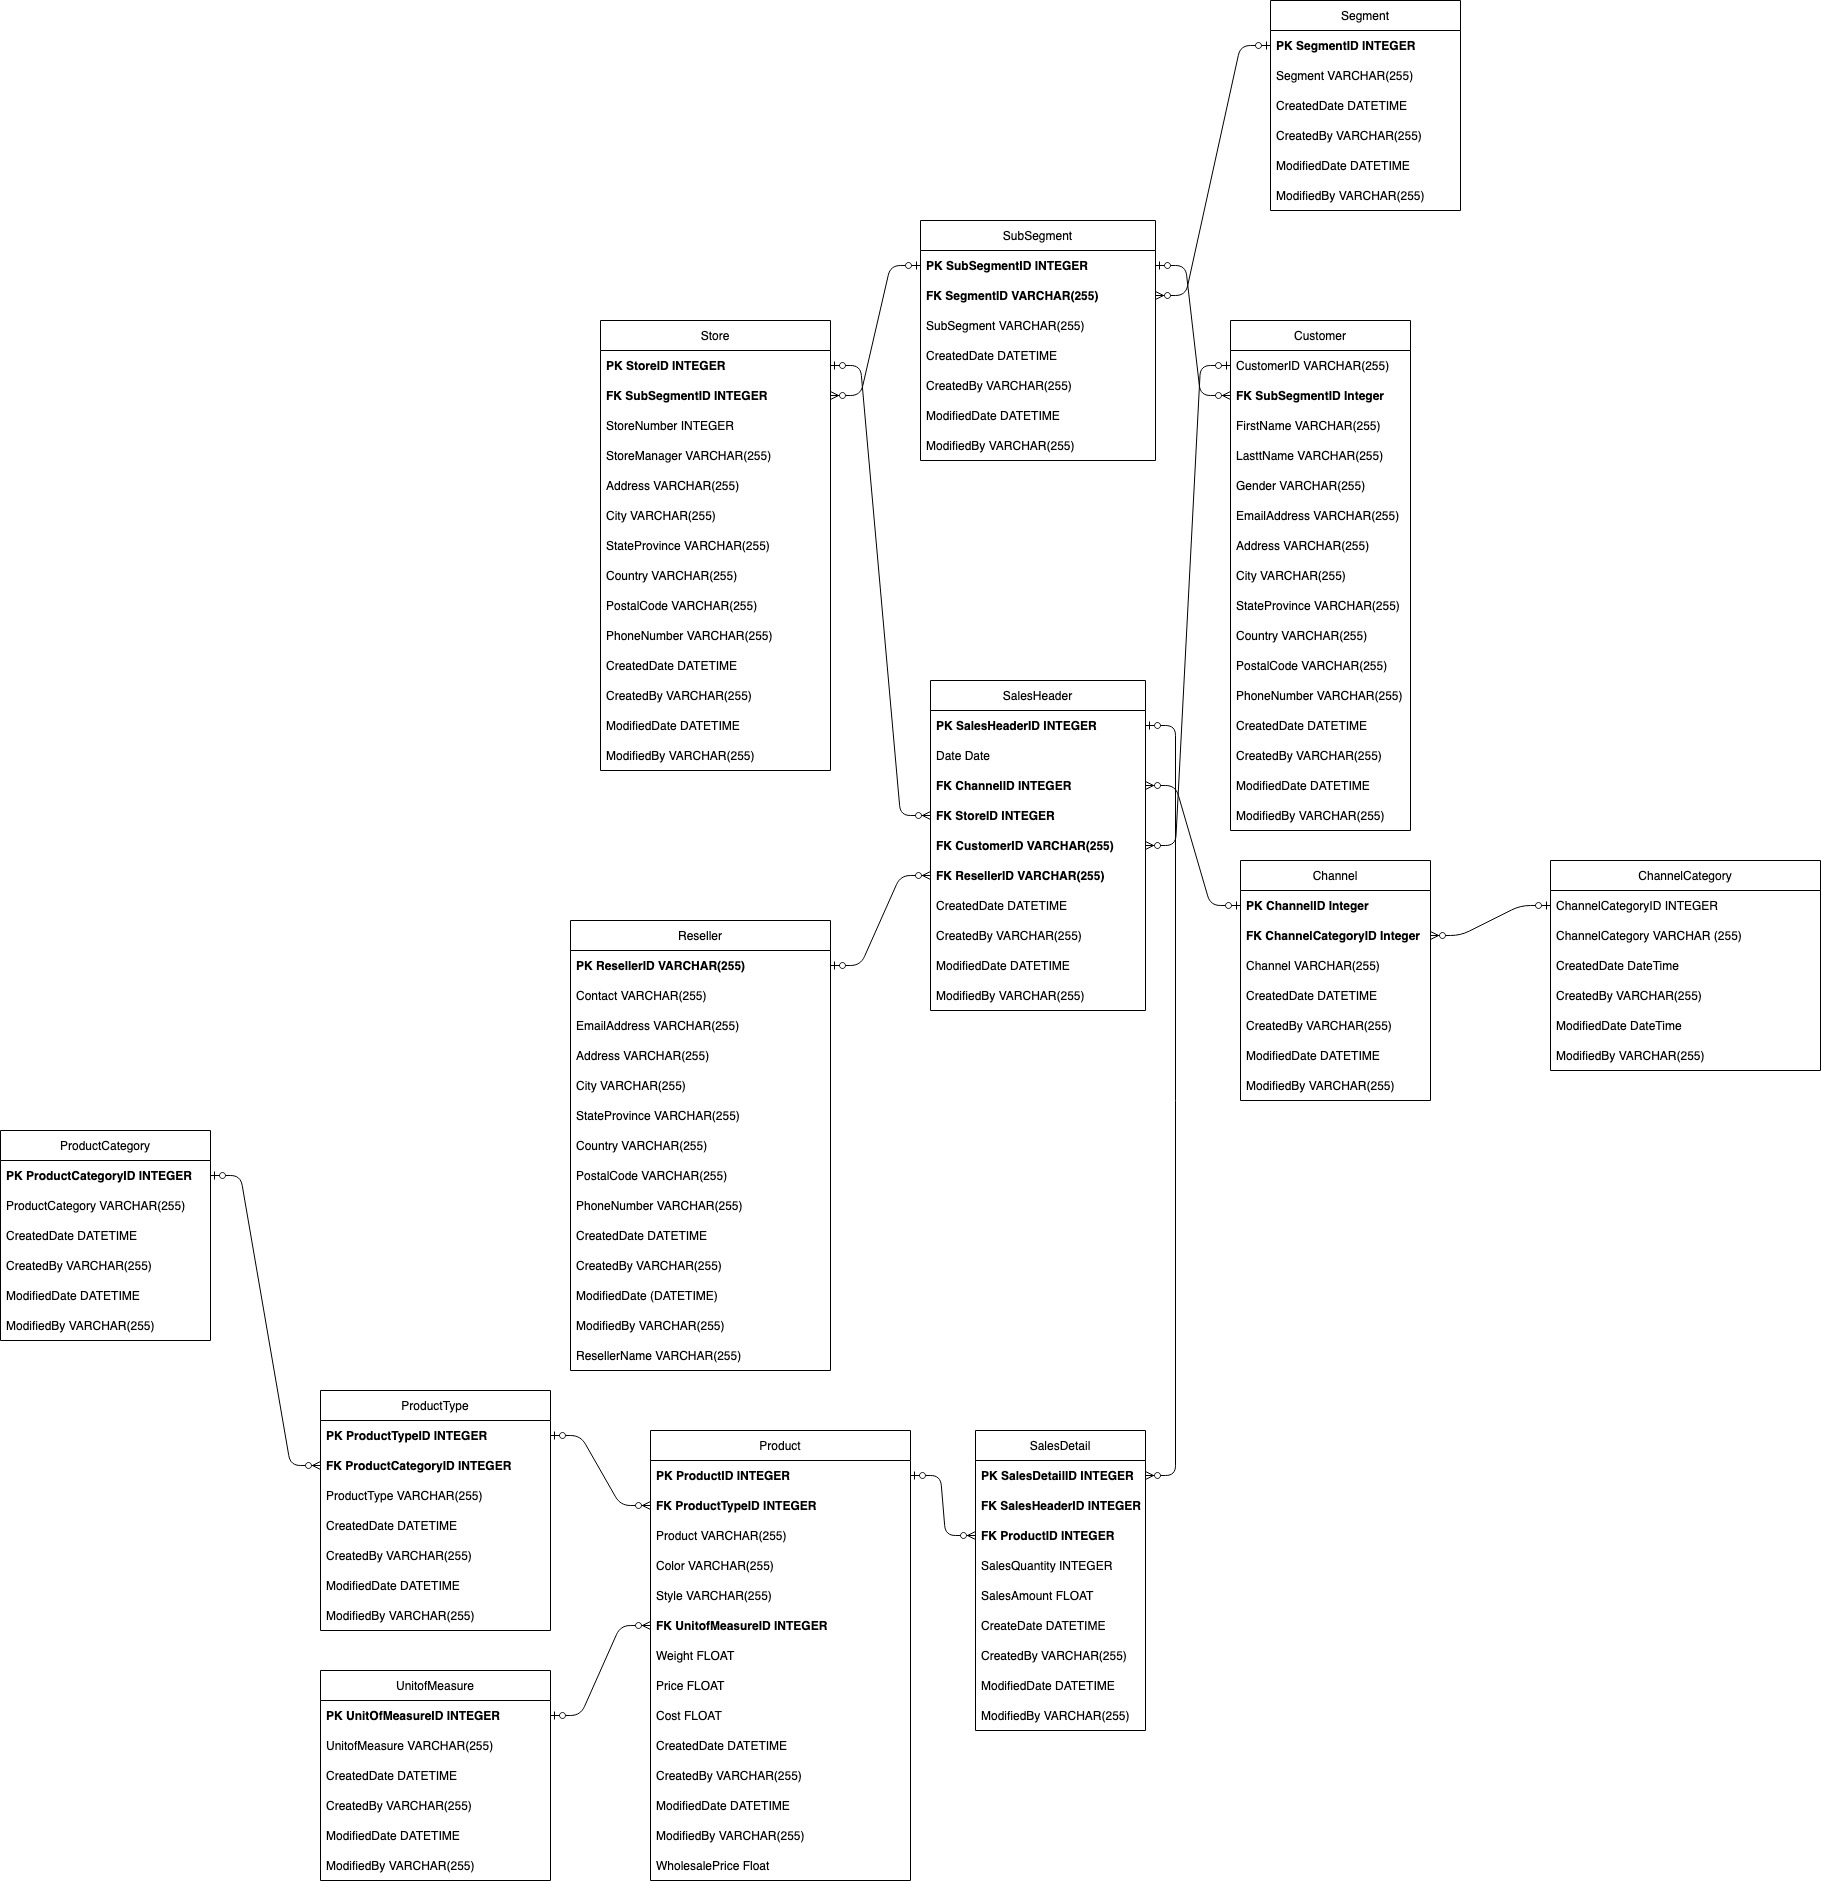 Segment
PK SegmentID INTEGER
Segment VARCHAR(255)
CreatedDate DATETIME
CreatedBy VARCHAR(255)
ModifiedDate DATETIME
ModifiedBy VARCHAR(255)
SubSegment
PK SubSegmentID INTEGER
FK SegmentID VARCHAR(255)
SubSegment VARCHAR(255)
CreatedDate DATETIME
CreatedBy VARCHAR(255)
ModifiedDate DATETIME
ModifiedBy VARCHAR(255)
Store
PK StoreID INTEGER
FK SubSegmentID INTEGER
StoreNumber INTEGER
StoreManager VARCHAR(255)
Address VARCHAR(255)
City VARCHAR(255)
StateProvince VARCHAR(255)
Country VARCHAR(255)
PostalCode VARCHAR(255)
PhoneNumber VARCHAR(255)
CreatedDate DATETIME
CreatedBy VARCHAR(255)
ModifiedDate DATETIME
ModifiedBy VARCHAR(255)
Customer
CustomerID VARCHAR(255)
FK SubSegmentID Integer
FirstName VARCHAR(255)
LasttName VARCHAR(255)
Gender VARCHAR(255)
EmailAddress VARCHAR(255)
Address VARCHAR(255)
City VARCHAR(255)
StateProvince VARCHAR(255)
Country VARCHAR(255)
PostalCode VARCHAR(255)
PhoneNumber VARCHAR(255)
CreatedDate DATETIME
CreatedBy VARCHAR(255)
ModifiedDate DATETIME
ModifiedBy VARCHAR(255)
SalesHeader
PK SalesHeaderID INTEGER
Date Date
FK ChannelID INTEGER
FK StoreID INTEGER
FK CustomerID VARCHAR(255)
FK ResellerID VARCHAR(255)
CreatedDate DATETIME
CreatedBy VARCHAR(255)
ModifiedDate DATETIME
ModifiedBy VARCHAR(255)
Channel
PK ChannelID Integer
FK ChannelCategoryID Integer
Channel VARCHAR(255)
CreatedDate DATETIME
CreatedBy VARCHAR(255)
ModifiedDate DATETIME
ModifiedBy VARCHAR(255)
ChannelCategory
ChannelCategoryID INTEGER
ChannelCategory VARCHAR (255)
CreatedDate DateTime
CreatedBy VARCHAR(255)
ModifiedDate DateTime
ModifiedBy VARCHAR(255)
Reseller
PK ResellerID VARCHAR(255)
Contact VARCHAR(255)
EmailAddress VARCHAR(255)
Address VARCHAR(255)
City VARCHAR(255)
StateProvince VARCHAR(255)
Country VARCHAR(255)
PostalCode VARCHAR(255)
PhoneNumber VARCHAR(255)
CreatedDate DATETIME
CreatedBy VARCHAR(255)
ModifiedDate (DATETIME)
ModifiedBy VARCHAR(255)
ResellerName VARCHAR(255)
ProductCategory
PK ProductCategoryID INTEGER
ProductCategory VARCHAR(255)
CreatedDate DATETIME
CreatedBy VARCHAR(255)
ModifiedDate DATETIME
ModifiedBy VARCHAR(255)
ProductType
PK ProductTypeID INTEGER
FK ProductCategoryID INTEGER
ProductType VARCHAR(255)
CreatedDate DATETIME
CreatedBy VARCHAR(255)
ModifiedDate DATETIME
ModifiedBy VARCHAR(255)
Product
PK ProductID INTEGER
FK ProductTypeID INTEGER
Product VARCHAR(255)
Color VARCHAR(255)
Style VARCHAR(255)
FK UnitofMeasureID INTEGER
Weight FLOAT
Price FLOAT
Cost FLOAT
CreatedDate DATETIME
CreatedBy VARCHAR(255)
ModifiedDate DATETIME
ModifiedBy VARCHAR(255)
WholesalePrice Float
SalesDetail
PK SalesDetailID INTEGER
FK SalesHeaderID INTEGER
FK ProductID INTEGER
SalesQuantity INTEGER
SalesAmount FLOAT
CreateDate DATETIME
CreatedBy VARCHAR(255)
ModifiedDate DATETIME
ModifiedBy VARCHAR(255)
UnitofMeasure
PK UnitOfMeasureID INTEGER
UnitofMeasure VARCHAR(255)
CreatedDate DATETIME
CreatedBy VARCHAR(255)
ModifiedDate DATETIME
ModifiedBy VARCHAR(255)